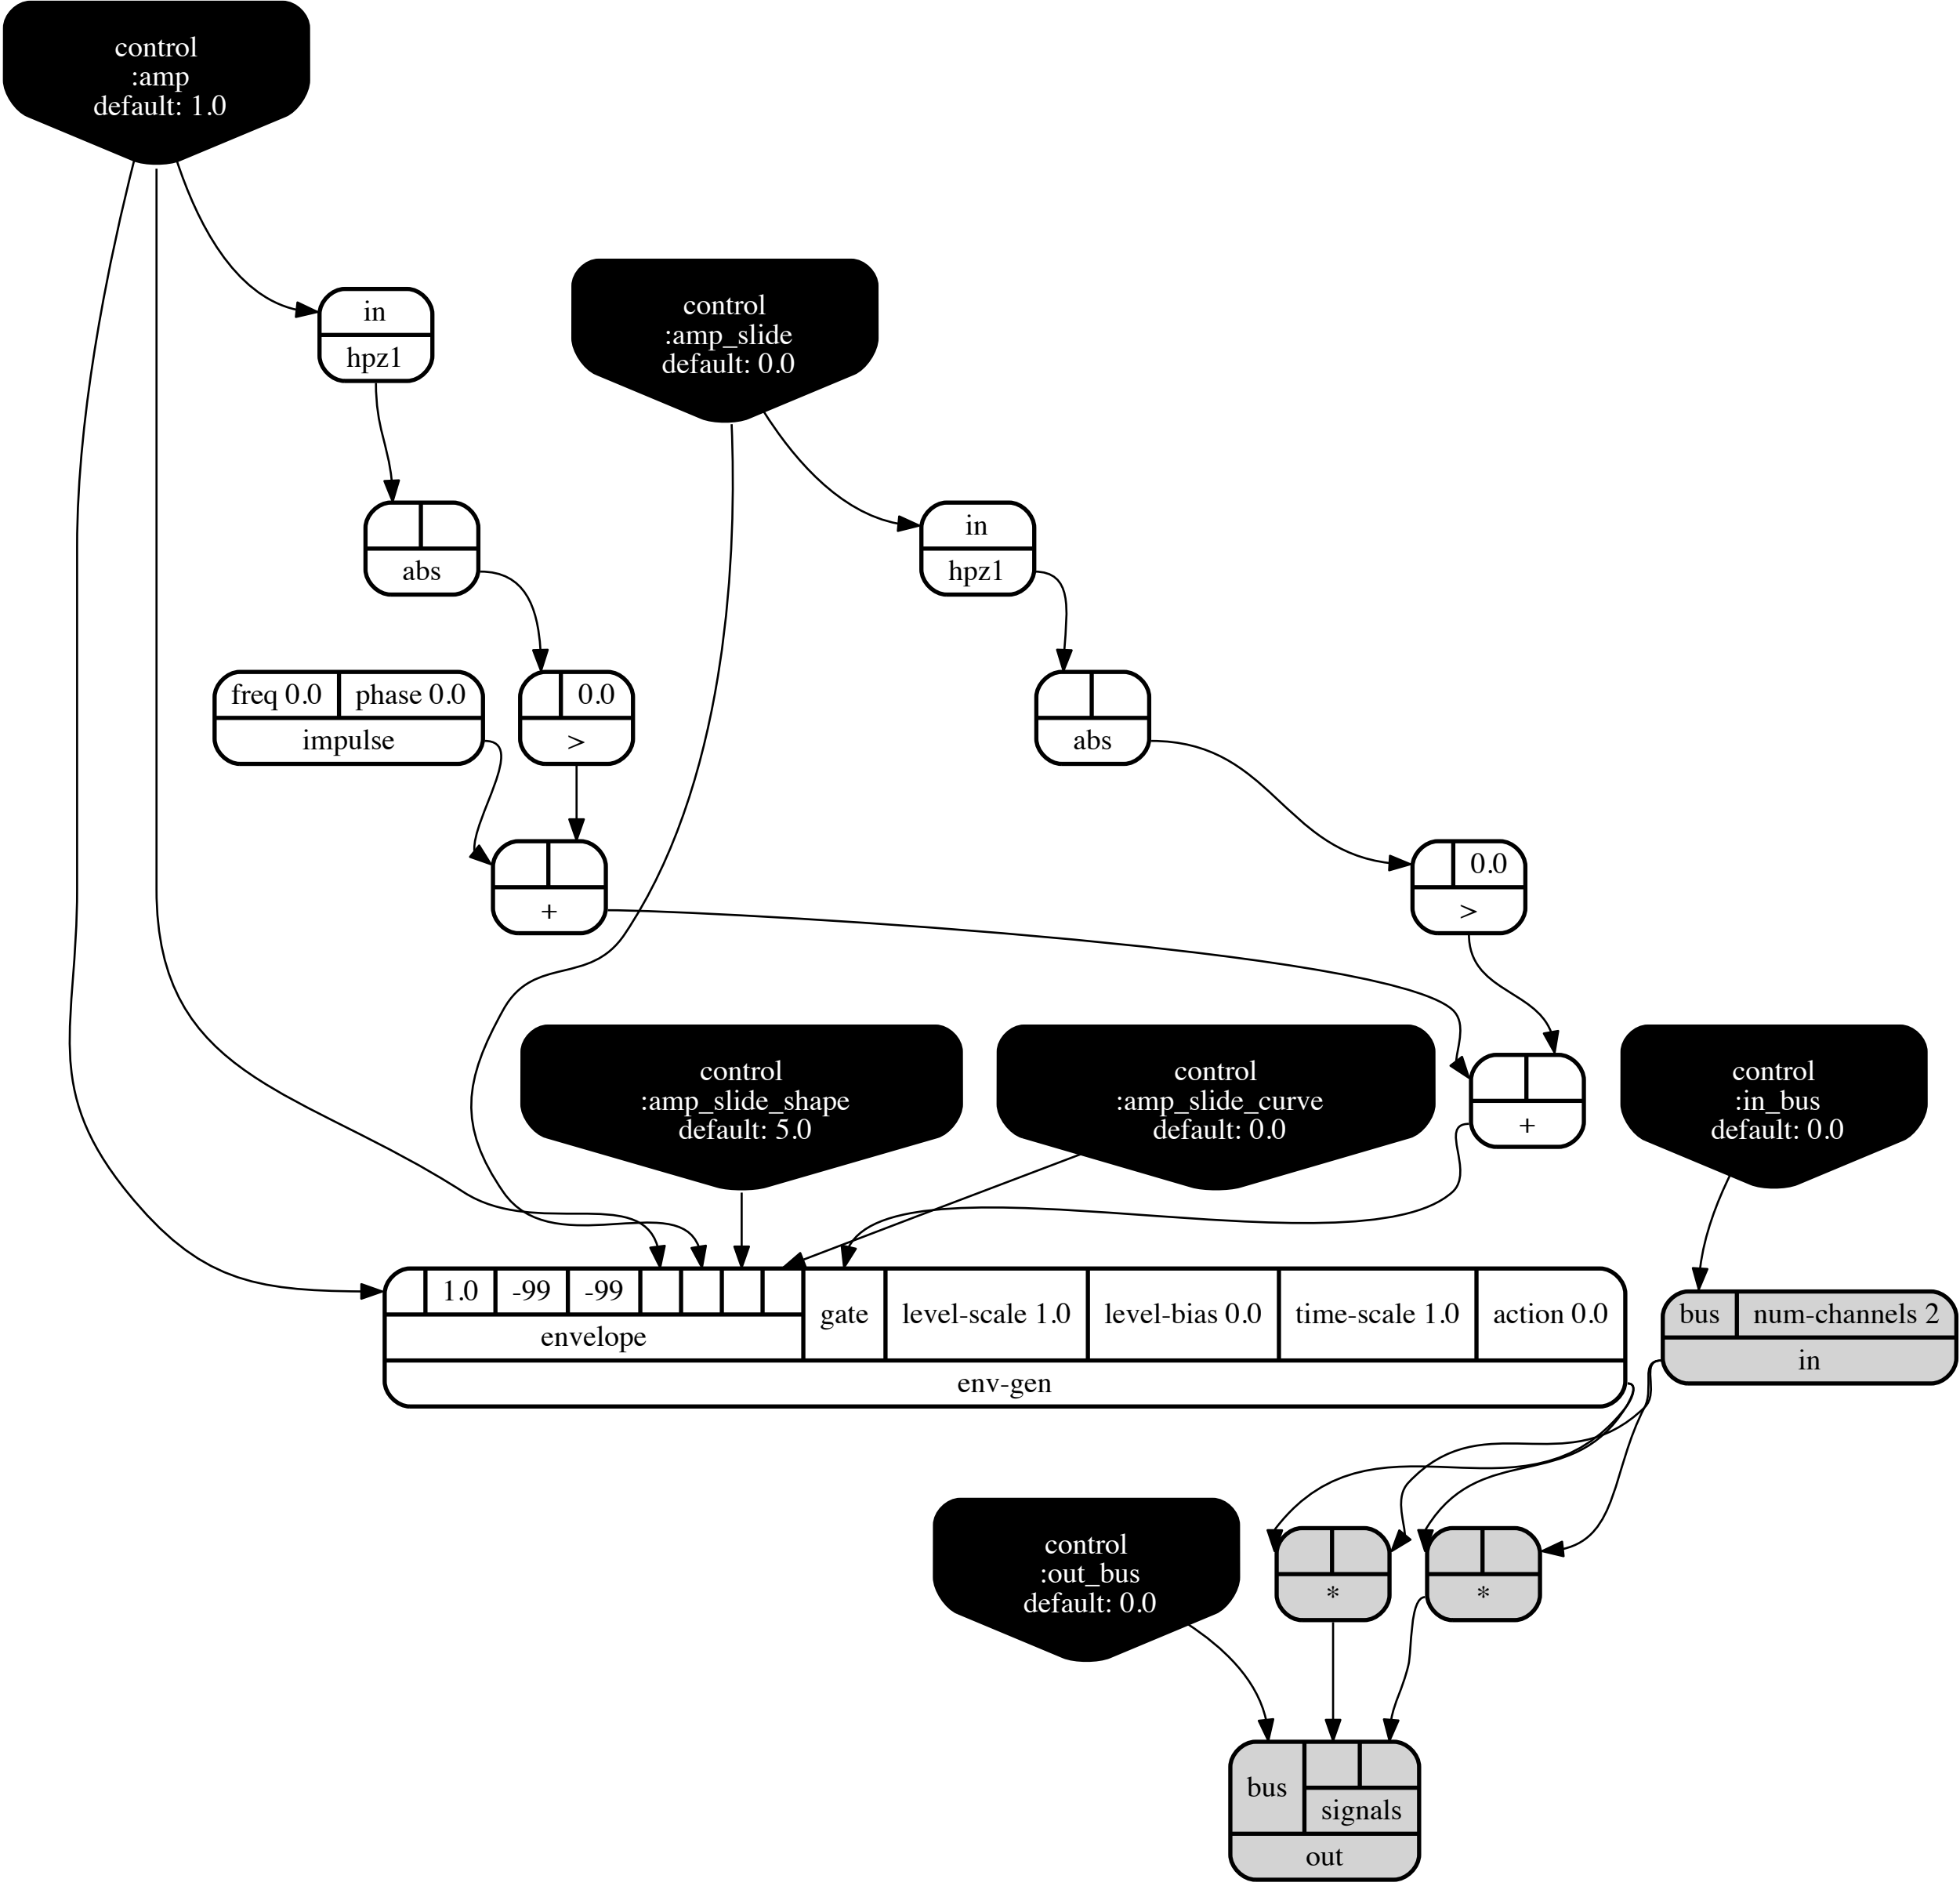 control
:amp
default: 1.0
in
hpz1
control
:amp_slide
default: 0.0
abs
in
hpz1
freq 0.0 phase 0.0
impulse
0.0
>
abs
+
0.0
>
control
:amp_slide_shape
default: 5.0
control
:amp_slide_curve
default: 0.0
+
control
:in_bus
default: 0.0
1.0 -99 -99
envelope
gate
level-scale 1.0
level-bias 0.0
time-scale 1.0
action 0.0
env-gen
bus num-channels 2
in
control
:out_bus
default: 0.0
*
*
bus
signals
out